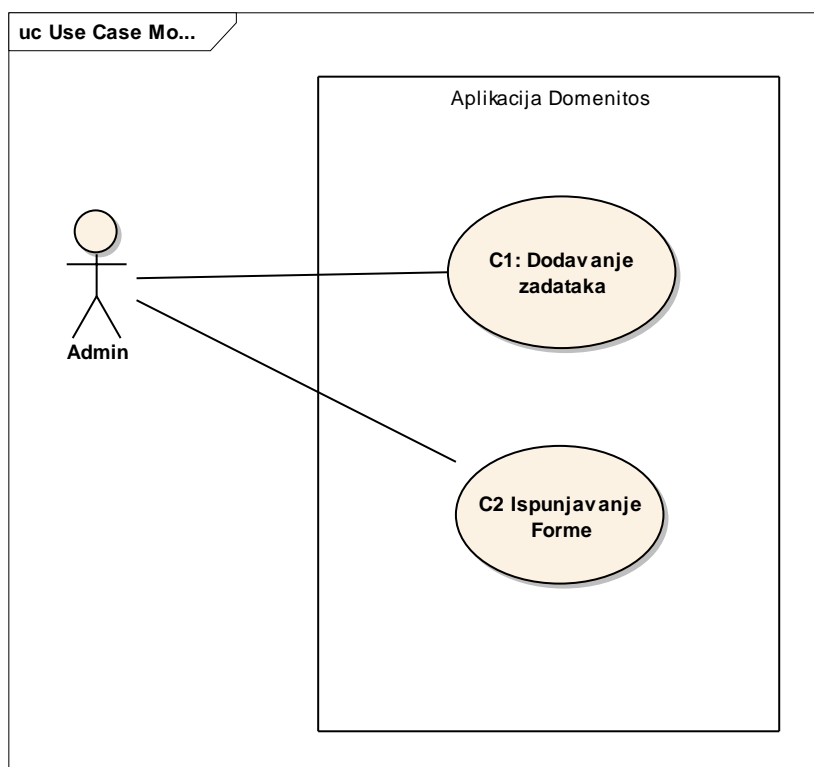 uc Use Case Mo...
Aplikacija Domenitos
C1: Dodavanje
zadataka
Admin
C2 Ispunjavanje
Forme